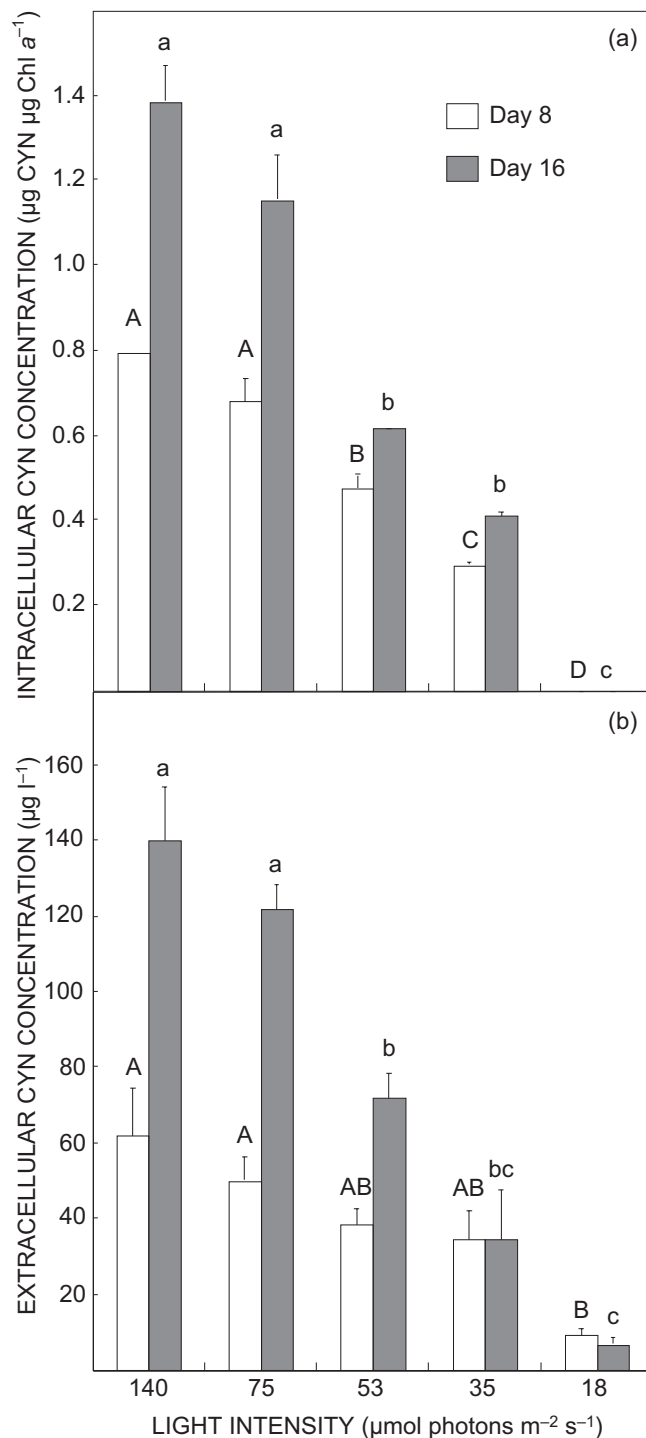 (a)
INTRACELLULAR CYN CONCENTRATION (µg CYN µg Chl a⁻¹)
1.4
1.2
1.0
0.8
0.6
0.4
0.2
Day 8
Day 16
A a
A a
B b
C b
D c
(b)
EXTRACELLULAR CYN CONCENTRATION (µg l⁻¹)
160
140
120
100
80
60
40
20
A a
A a
AB b
AB bc
B c
140 75 53 35 18
LIGHT INTENSITY (µmol photons m⁻² s⁻¹)